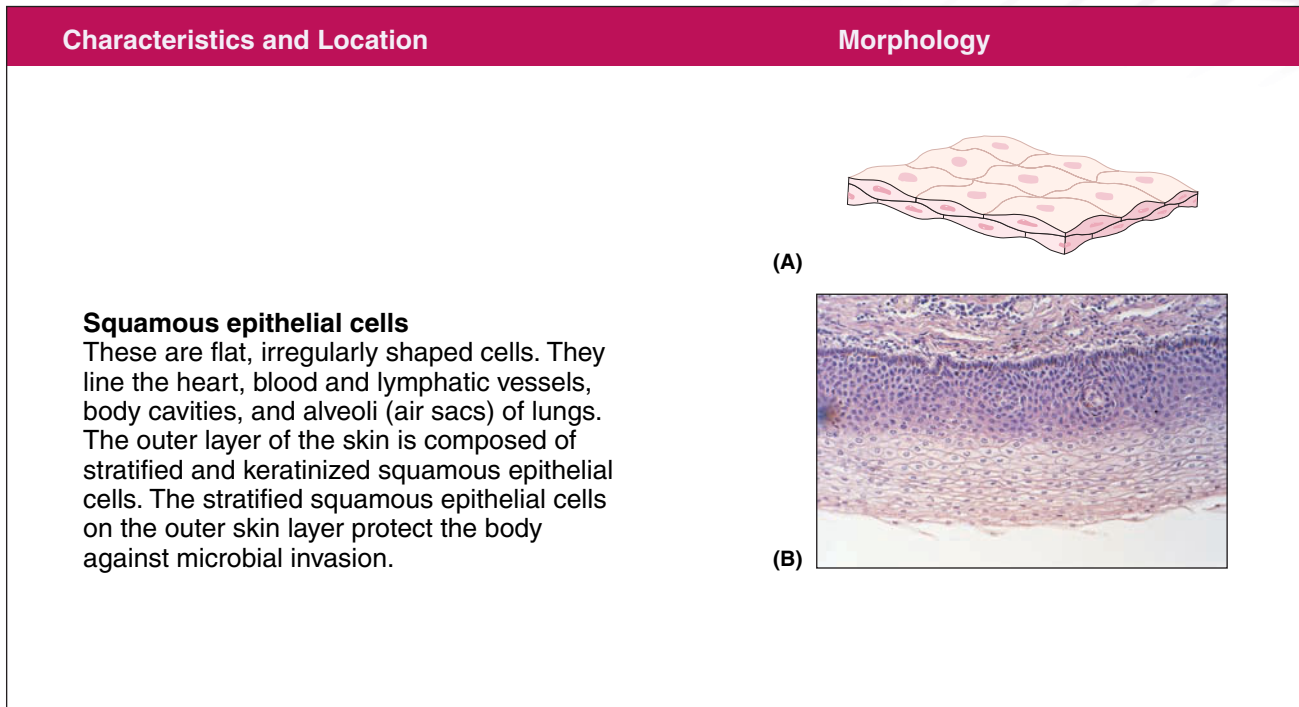 Characteristics and Location
Morphology
Squamous epithelial cells
These are flat, irregularly shaped cells. They
line the heart, blood and lymphatic vessels,
body cavities, and alveoli (air sacs) of lungs.
The outer layer of the skin is composed of
stratified and keratinized squamous epithelial
cells. The stratified squamous epithelial cells
on the outer skin layer protect the body
against microbial invasion.
(A)
(B)